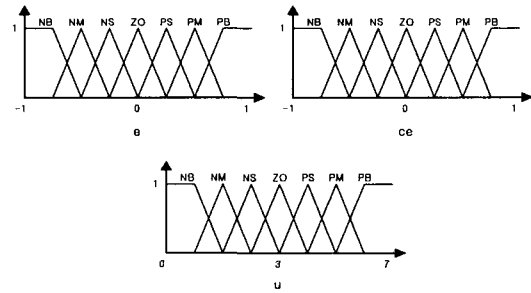 NB NM NS ZO PS PM PB
1
-1 0 1
e
NB NM NS ZO PS PM PB
1
-1 0 1
ce
NB NM NS ZO PS PM PB
1
0 3 7
u